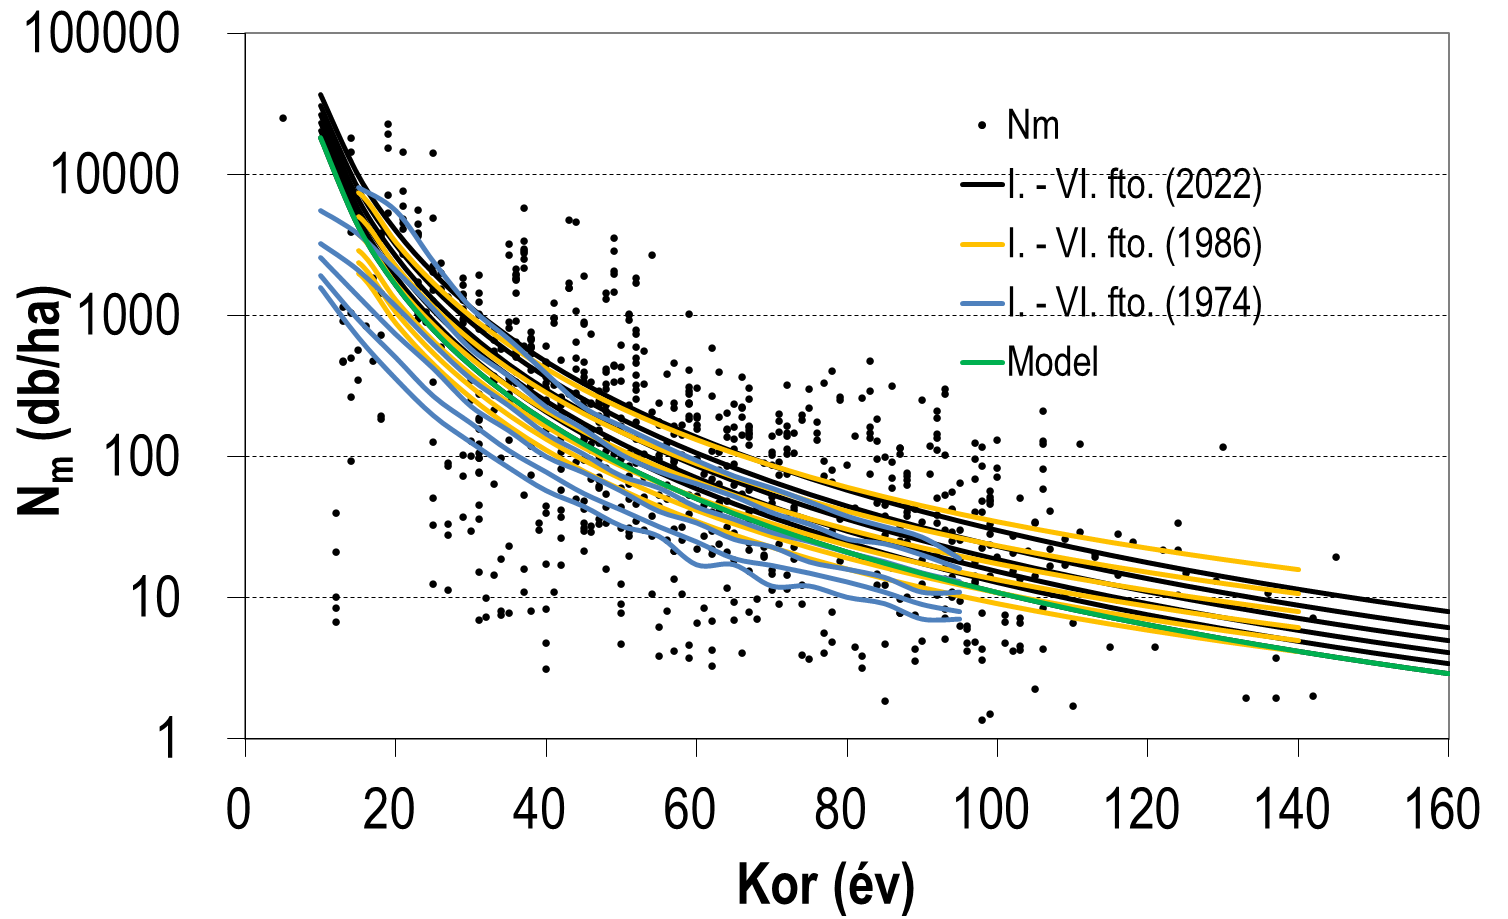 100000
10000
1000
100
10
1
Nm (db/ha)
Nm
I. - VI. fto. (2022)
I. - VI. fto. (1986)
I. - VI. fto. (1974)
Model
0 20 40 60 80 100 120 140 160
Kor (év)